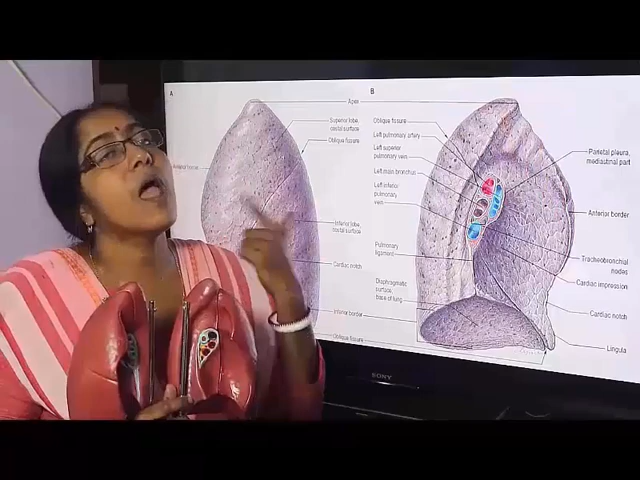 A
B
Apex
Superior lobe,
costal surface
Oblique fissure
Anterior border
Inferior lobe,
costal surface
Cardiac notch
Inferior border
Oblique fissure
Oblique fissure
Left pulmonary artery
Left superior
pulmonary vein
Left main bronchus
Left inferior
pulmonary
vein
Pulmonary
ligament
Diaphragmatic
surface,
base of lung
Parietal pleura,
mediastinal part
Anterior border
Tracheobronchial
nodes
Cardiac impression
Cardiac notch
Lingula
SONY